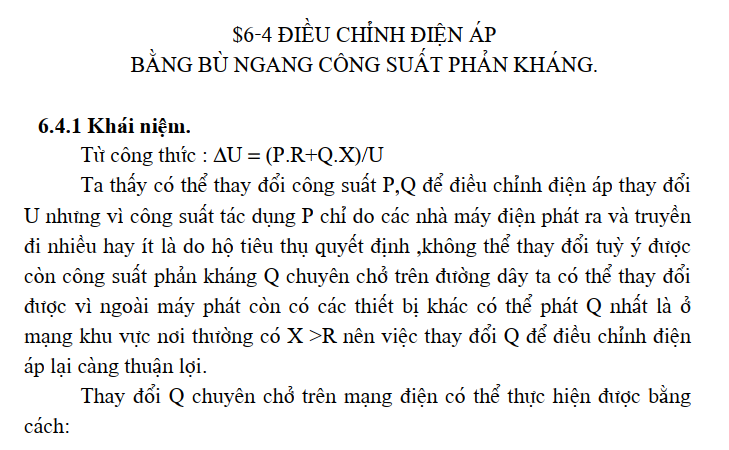 $6-4 ĐIỀU CHỈNH ĐIỆN ÁP
BẰNG BÙ NGANG CÔNG SUẤT PHẢN KHÁNG.
6.4.1 Khái niệm.
Từ công thức : ΔU = (P.R+Q.X)/U
Ta thấy có thể thay đổi công suất P,Q để điều chỉnh điện áp thay đổi
U nhưng vì công suất tác dụng P chỉ do các nhà máy điện phát ra và truyền
đi nhiều hay ít là do hộ tiêu thụ quyết định ,không thể thay đổi tuỳ ý được
còn công suất phản kháng Q chuyên chở trên đường dây ta có thể thay đổi
được vì ngoài máy phát còn có các thiết bị khác có thể phát Q nhất là ở
mạng khu vực nơi thường có X >R nên việc thay đổi Q để điều chỉnh điện
áp lại càng thuận lợi.
Thay đổi Q chuyên chở trên mạng điện có thể thực hiện được bằng
cách: